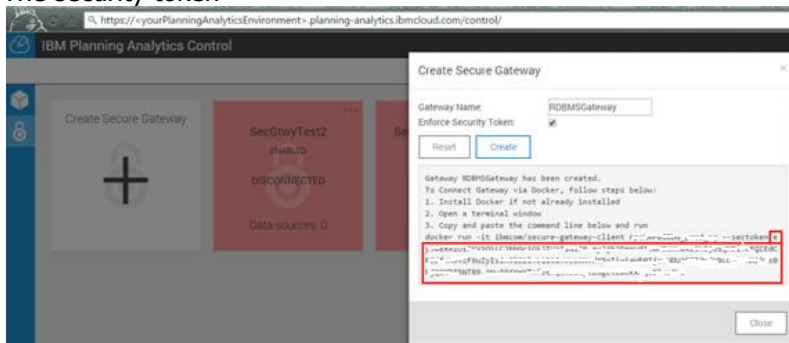 The Security token
https://<yourPlanningAnalyticsEnvironment>.planning-analytics.ibmcloud.com/control/
IBM Planning Analytics Control
Create Secure Gateway
Gateway Name: RDBMSGateway
Enforce Security Token:
Reset Create
Create Secure Gateway
SecGtwyTest2
ENABLED
DISCONNECTED
Data sources: 0
Se
Gateway RDBMSGateway has been created.
To Connect Gateway via Docker, follow steps below:
1. Install Docker if not already installed
2. Open a terminal window
3. Copy and paste the command line below and run
docker run -it ibmcom/secure-gateway-client --sectoken
Close